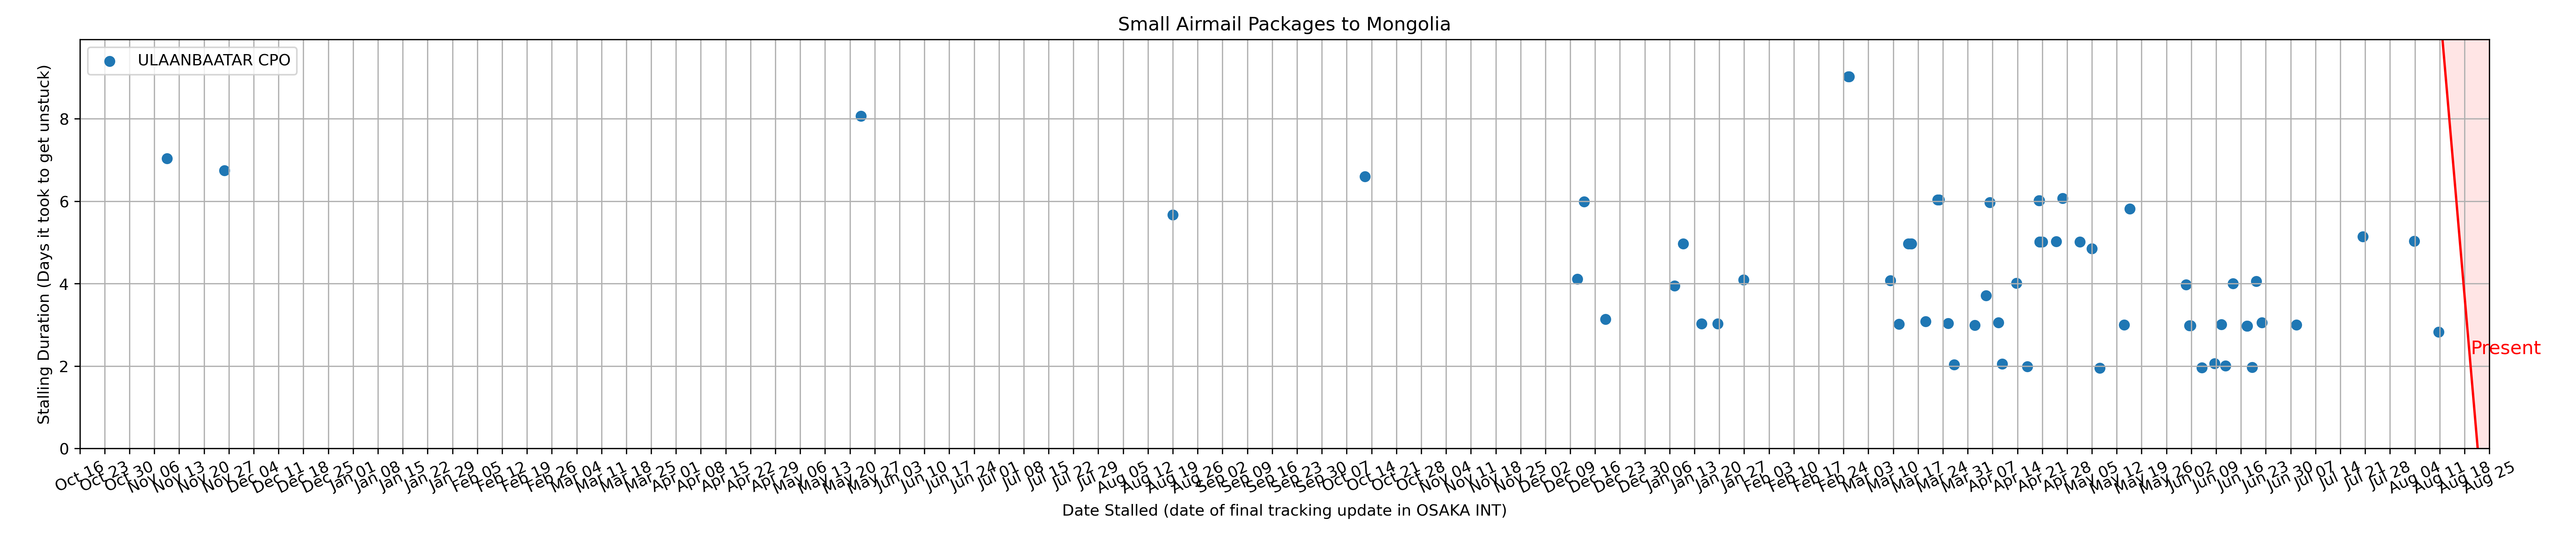 Small Airmail Packages to Mongolia
ULAANBAATAR CPO
Stalling Duration (Days it took to get unstuck)
8
6
4
2
0
Present
Oct 16
Oct 23
Oct 30
Nov 06
Nov 13
Nov 20
Nov 27
Dec 04
Dec 11
Dec 18
Dec 25
Jan 01
Jan 08
Jan 15
Jan 22
Jan 29
Feb 05
Feb 12
Feb 19
Feb 26
Mar 04
Mar 11
Mar 18
Mar 25
Apr 01
Apr 08
Apr 15
Apr 22
Apr 29
May 06
May 13
May 20
May 27
Jun 03
Jun 10
Jun 17
Jun 24
Jul 01
Jul 08
Jul 15
Jul 22
Jul 29
Aug 05
Aug 12
Aug 19
Aug 26
Sep 02
Sep 09
Sep 16
Sep 23
Sep 30
Oct 07
Oct 14
Oct 21
Oct 28
Nov 04
Nov 11
Nov 18
Nov 25
Dec 02
Dec 09
Dec 16
Dec 23
Dec 30
Jan 06
Jan 13
Jan 20
Jan 27
Feb 03
Feb 10
Feb 17
Feb 24
Mar 03
Mar 10
Mar 17
Mar 24
Mar 31
Apr 07
Apr 14
Apr 21
Apr 28
May 05
May 12
May 19
May 26
Jun 02
Jun 09
Jun 16
Jun 23
Jun 30
Jul 07
Jul 14
Jul 21
Jul 28
Aug 04
Aug 11
Aug 18
Aug 25
Date Stalled (date of final tracking update in OSAKA INT)